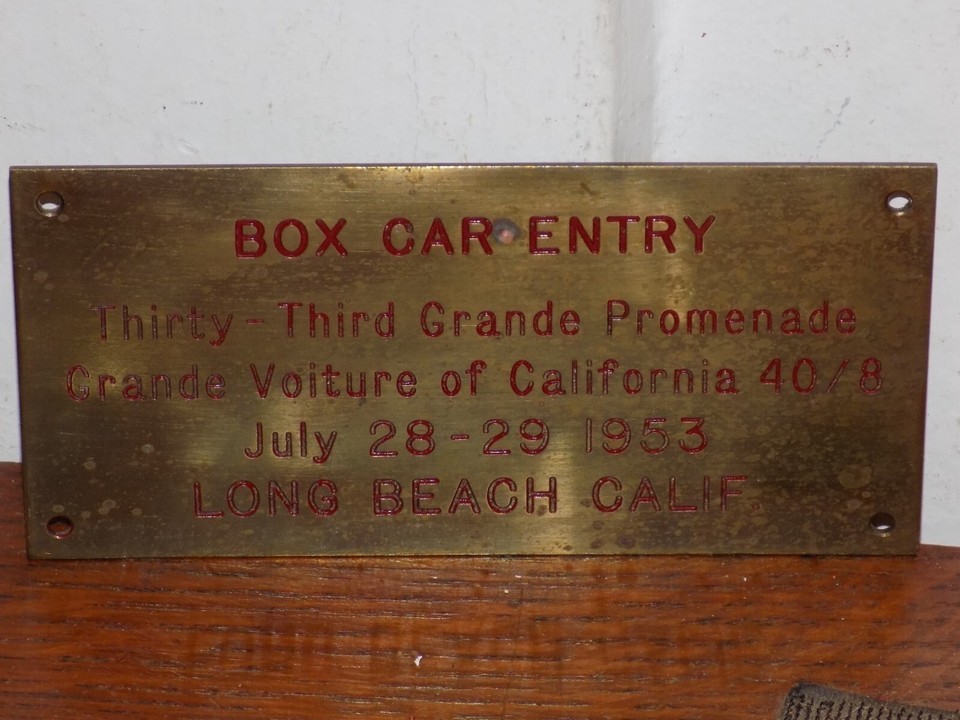 BOX CAR ENTRY
Thirty-Third Grande Promenade
Grande Voiture of California 40/8
July 28-29 1953
LONG BEACH CALIF.